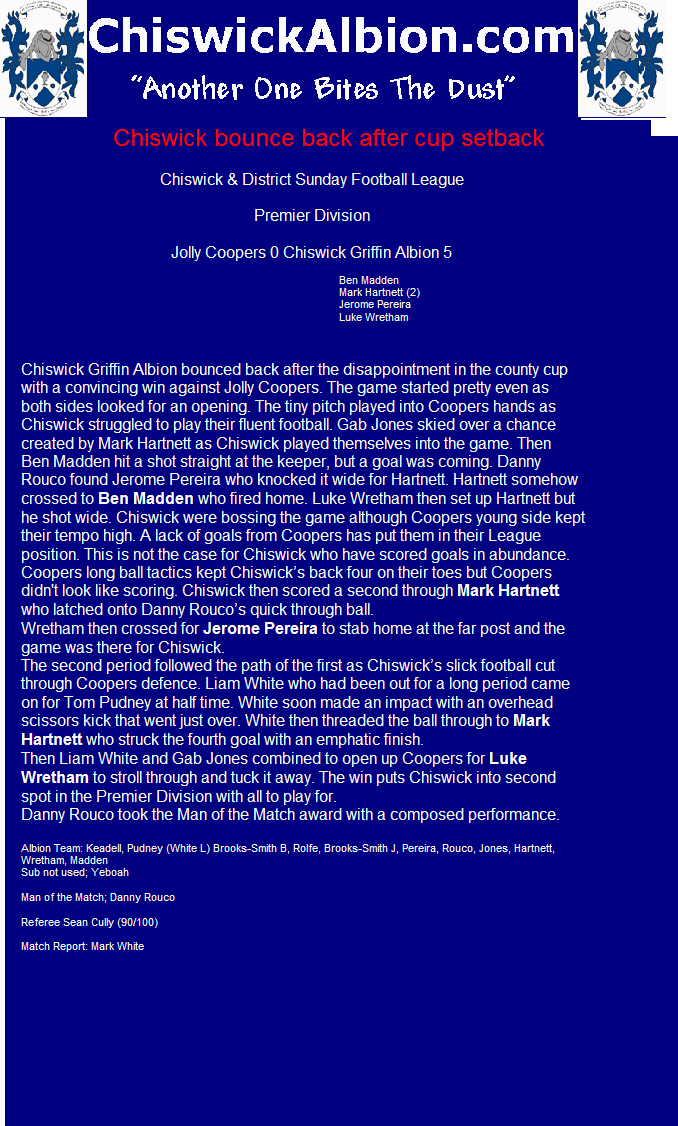 ChiswickAlbion.com
"Another One Bites The Dust"
Chiswick bounce back after cup setback
Chiswick & District Sunday Football League
Premier Division
Jolly Coopers 0 Chiswick Griffin Albion 5
Ben Madden
Mark Hartnett (2)
Jerome Pereira
Luke Wretham
Chiswick Griffin Albion bounced back after the disappointment in the county cup
with a convincing win against Jolly Coopers. The game started pretty even as
both sides looked for an opening. The tiny pitch played into Coopers hands as
Chiswick struggled to play their fluent football. Gab Jones skied over a chance
created by Mark Hartnett as Chiswick played themselves into the game. Then
Ben Madden hit a shot straight at the keeper, but a goal was coming. Danny
Rouco found Jerome Pereira who knocked it wide for Hartnett. Hartnett somehow
crossed to Ben Madden who fired home. Luke Wretham then set up Hartnett but
he shot wide. Chiswick were bossing the game although Coopers young side kept
their tempo high. A lack of goals from Coopers has put them in their League
position. This is not the case for Chiswick who have scored goals in abundance.
Coopers long ball tactics kept Chiswick’s back four on their toes but Coopers
didn't look like scoring. Chiswick then scored a second through Mark Hartnett
who latched onto Danny Rouco’s quick through ball.
Wretham then crossed for Jerome Pereira to stab home at the far post and the
game was there for Chiswick.
The second period followed the path of the first as Chiswick’s slick football cut
through Coopers defence. Liam White who had been out for a long period came
on for Tom Pudney at half time. White soon made an impact with an overhead
scissors kick that went just over. White then threaded the ball through to Mark
Hartnett who struck the fourth goal with an emphatic finish.
Then Liam White and Gab Jones combined to open up Coopers for Luke
Wretham to stroll through and tuck it away. The win puts Chiswick into second
spot in the Premier Division with all to play for.
Danny Rouco took the Man of the Match award with a composed performance.
Albion Team: Keadell, Pudney (White L) Brooks-Smith B, Rolfe, Brooks-Smith J, Pereira, Rouco, Jones, Hartnett,
Wretham, Madden
Sub not used; Yeboah
Man of the Match; Danny Rouco
Referee Sean Cully (90/100)
Match Report: Mark White